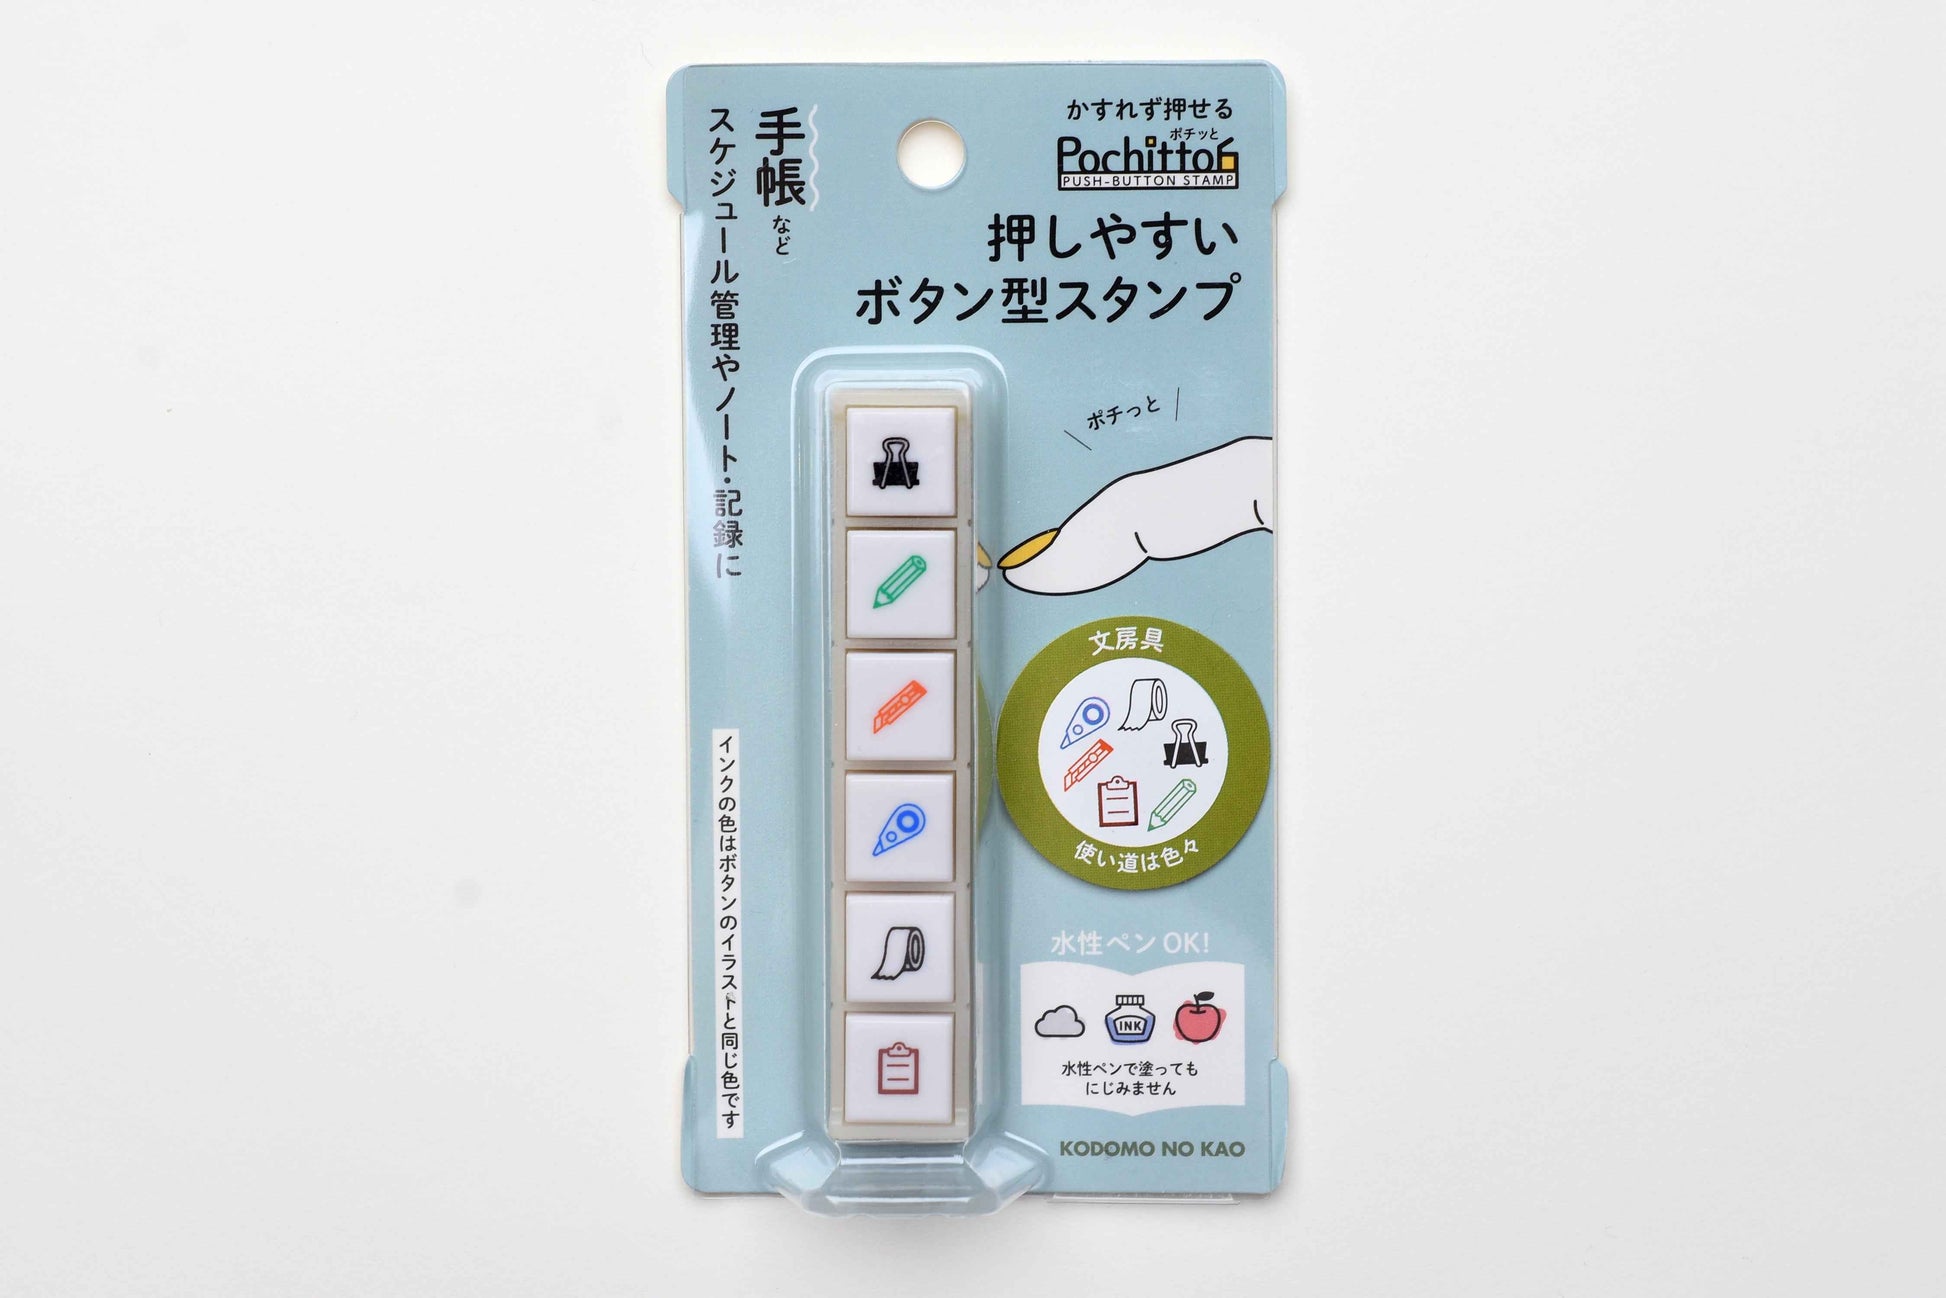 手帳など
スケジュール管理やノート・記録に
かすれず押せる
ポチッと
Pochitto6
PUSH-BUTTON STAMP
押しやすい
ボタン型スタンプ
ポチっと
文房具
使い道は色々
インクの色はボタンのイラストと同じ色です
水性ペンOK!
INK
水性ペンで塗っても
にじみません
KODOMO NO KAO